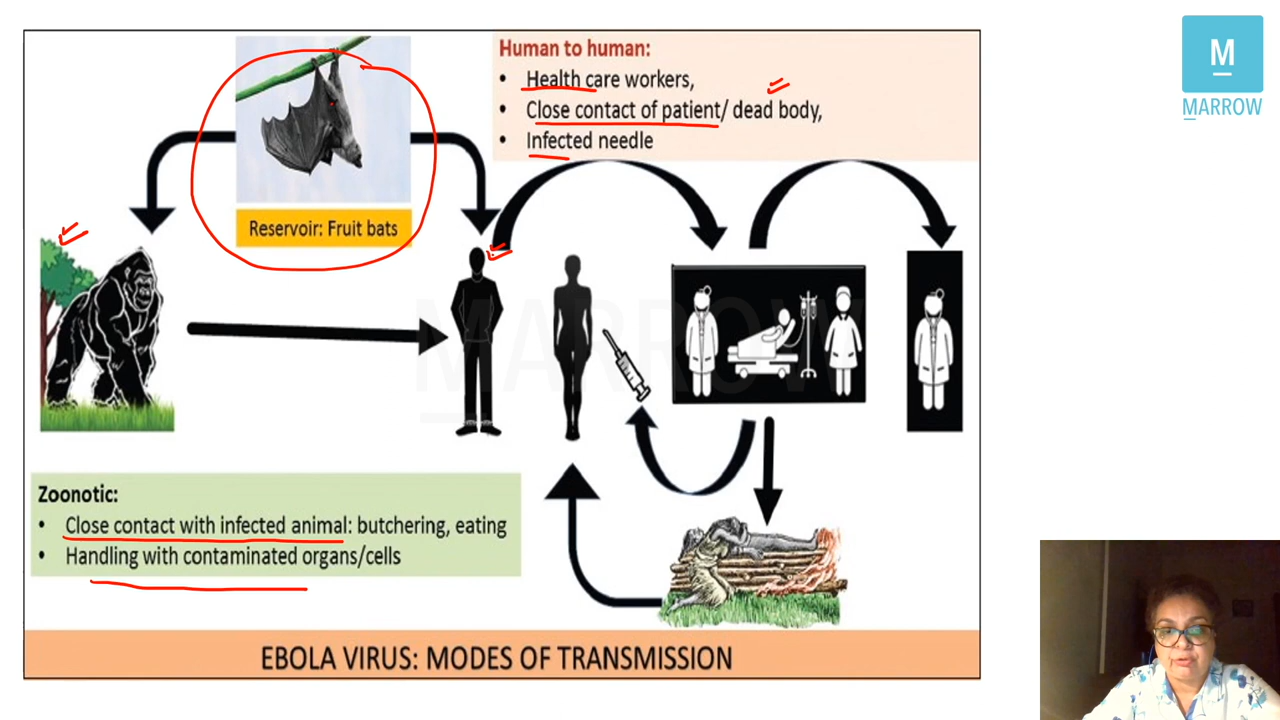 Human to human:
• Health care workers,
• Close contact of patient/ dead body,
• Infected needle
M
MARROW
Reservoir: Fruit bats
MARROW
Zoonotic:
• Close contact with infected animal: butchering, eating
• Handling with contaminated organs/cells
EBOLA VIRUS: MODES OF TRANSMISSION